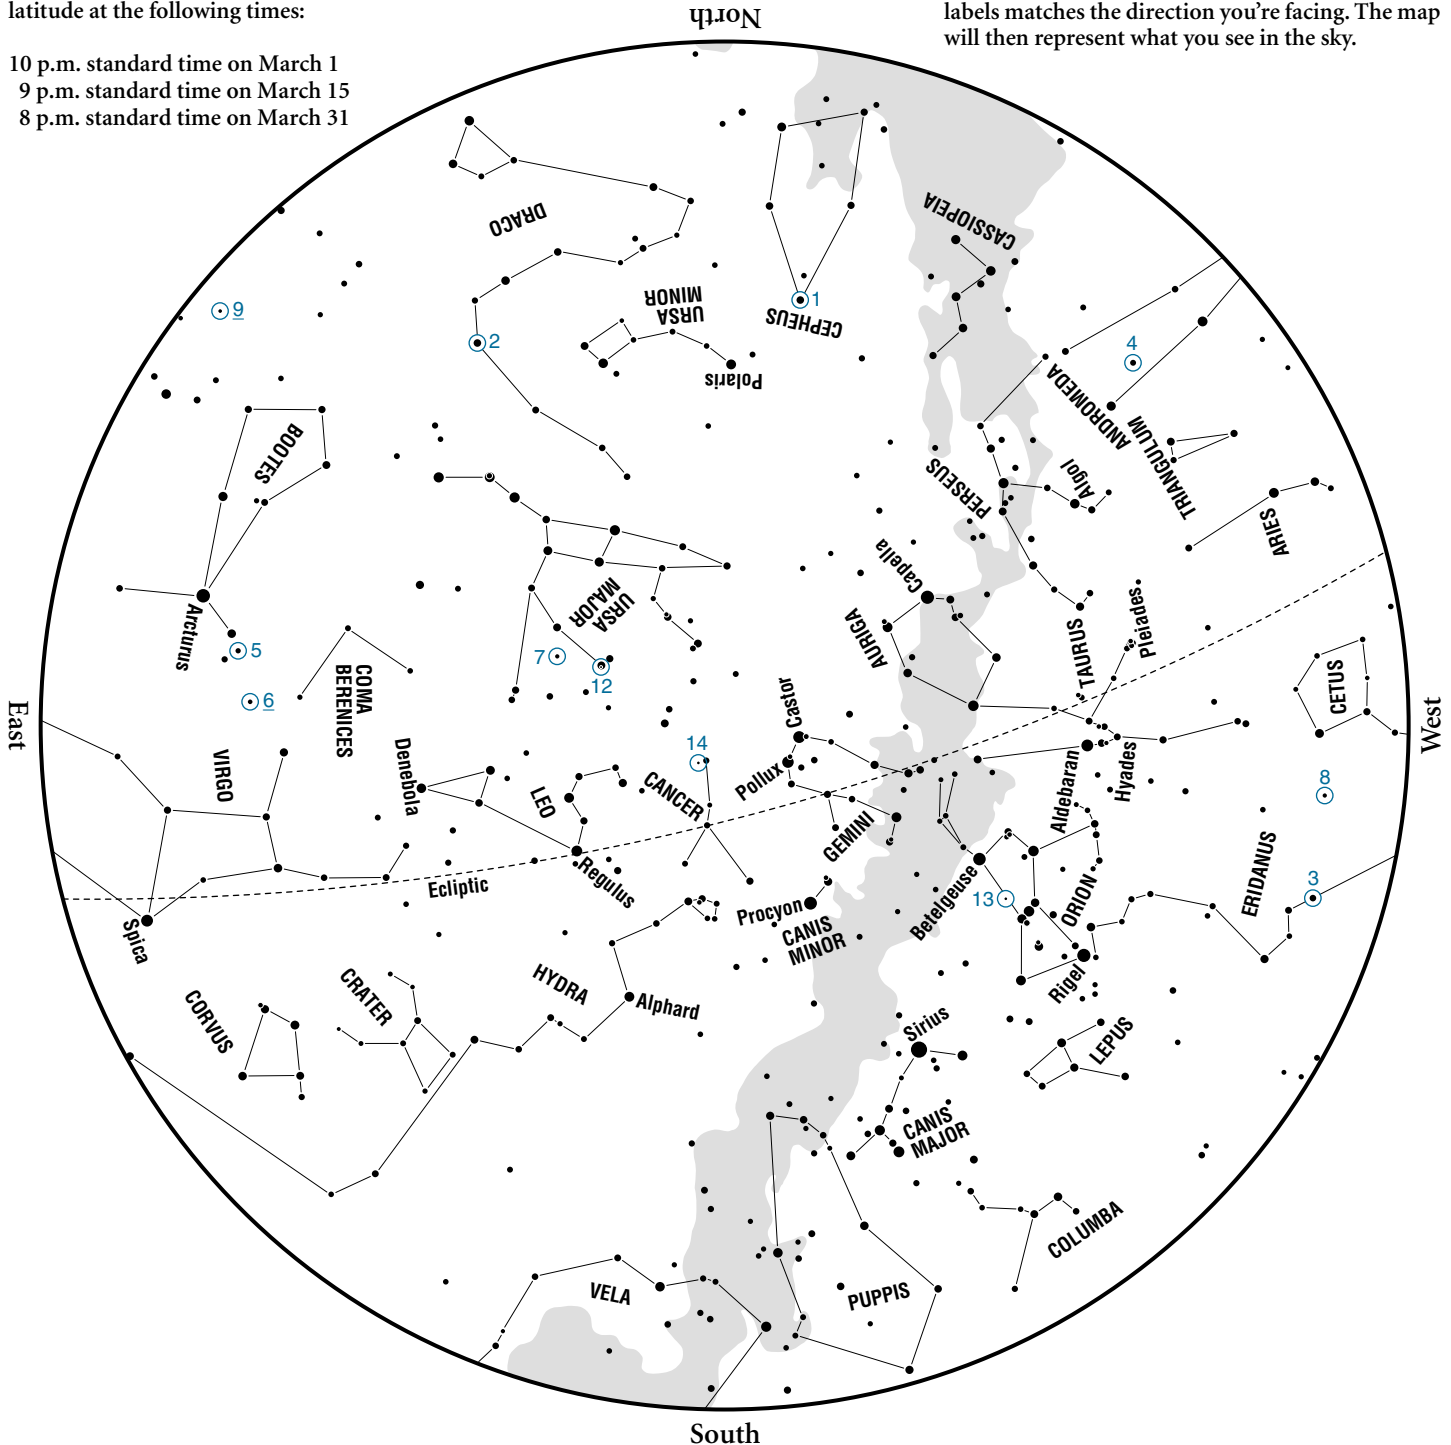 latitude at the following times:
10 p.m. standard time on March 1
9 p.m. standard time on March 15
8 p.m. standard time on March 31
labels matches the direction you're facing. The map
will then represent what you see in the sky.
North
DRACO
CASSIOPEIA
9
1
CEPHEUS
URSA
MINOR
2
Polaris
4
ANDROMEDA
BOOTES
TRIANGULUM
PERSEUS
Algol
ARIES
Capella
URSA
MAJOR
Arcturus
AURIGA
TAURUS
Pleiades
5
7
12
6
COMA
BERENICES
CETUS
East
West
Castor
14
VIRGO
Denebola
Pollux
CANCER
LEO
Aldebaran
Hyades
8
GEMINI
Regulus
Ecliptic
ERIDANUS
3
Procyon
Betelgeuse
13
ORION
CANIS
MINOR
Spica
HYDRA
Alphard
CRATER
Rigel
CORVUS
Sirius
LEPUS
CANIS
MAJOR
COLUMBA
VELA
PUPPIS
South